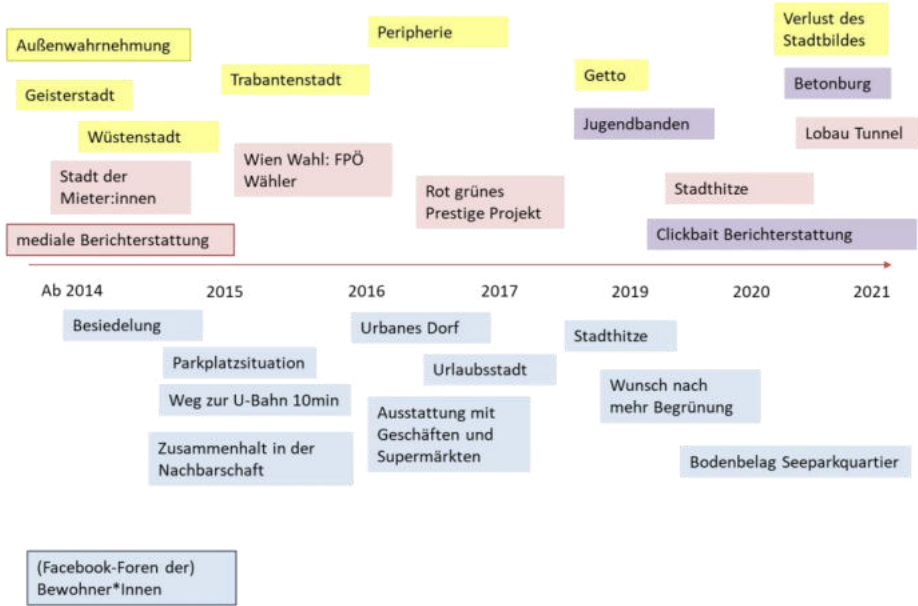 Außenwahrnehmung
Peripherie
Verlust des
Stadtbildes
Geisterstadt
Trabantenstadt
Getto
Betonburg
Wüstenstadt
Jugendbanden
Lobau Tunnel
Stadt der
Mieter:innen
Wien Wahl: FPÖ
Wähler
Rot grünes
Prestige Projekt
Stadthitze
mediale Berichterstattung
Clickbait Berichterstattung
Ab 2014
2015
2016
2017
2019
2020
2021
Besiedelung
Urbanes Dorf
Stadthitze
Parkplatzsituation
Urlaubsstadt
Weg zur U-Bahn 10min
Wunsch nach
mehr Begrünung
Ausstattung mit
Geschäften und
Supermärkten
Zusammenhalt in der
Nachbarschaft
Bodenbelag Seeparkquartier
(Facebook-Foren der)
Bewohner*Innen